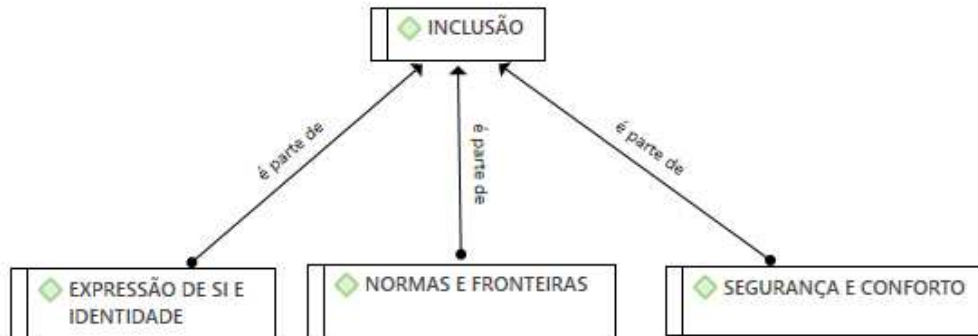 INCLUSÃO
é parte de
é parte de
é parte de
EXPRESSÃO DE SI E
IDENTIDADE
NORMAS E FRONTEIRAS
SEGURANÇA E CONFORTO